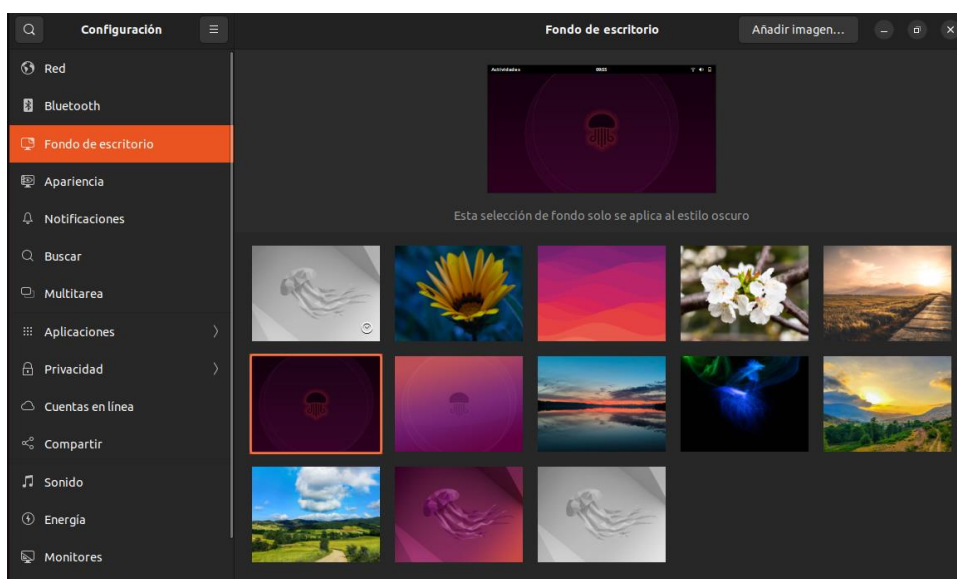 Configuración
Fondo de escritorio
Añadir imagen...
Red
Bluetooth
Fondo de escritorio
Apariencia
Notificaciones
Buscar
Multitarea
Aplicaciones
Privacidad
Cuentas en línea
Compartir
Sonido
Energía
Monitores
Actividades
Esta selección de fondo solo se aplica al estilo oscuro